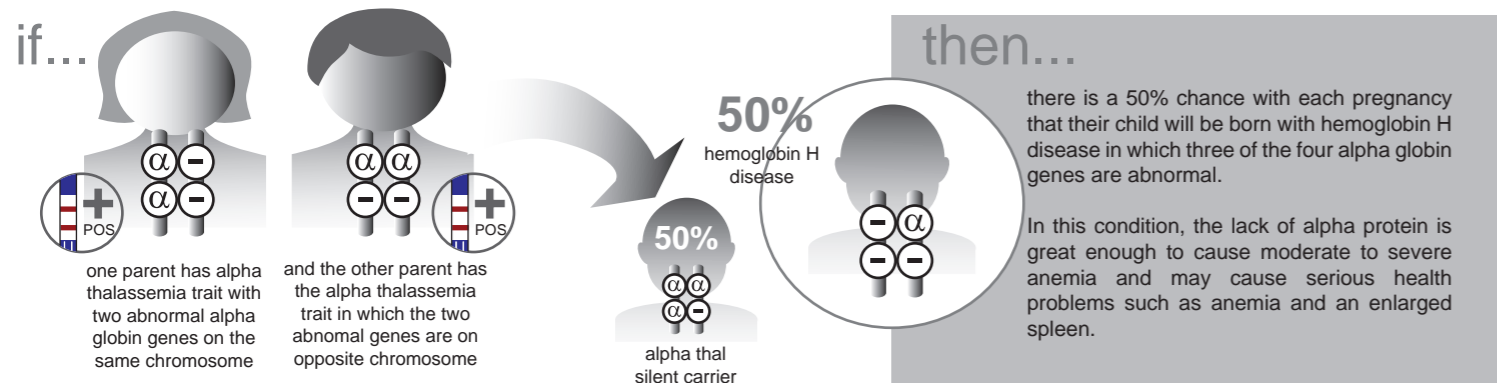 if...
α -
α -
+
POS
one parent has alpha
thalassemia trait with
two abnormal alpha
globin genes on the
same chromosome
α α
- -
+
POS
and the other parent has
the alpha thalassemia
trait in which the two
abnomal genes are on
opposite chromosome
50%
α α
α -
alpha thal
silent carrier
50%
hemoglobin H
disease
- α
- -
then...
there is a 50% chance with each pregnancy
that their child will be born with hemoglobin H
disease in which three of the four alpha globin
genes are abnormal.
In this condition, the lack of alpha protein is
great enough to cause moderate to severe
anemia and may cause serious health
problems such as anemia and an enlarged
spleen.